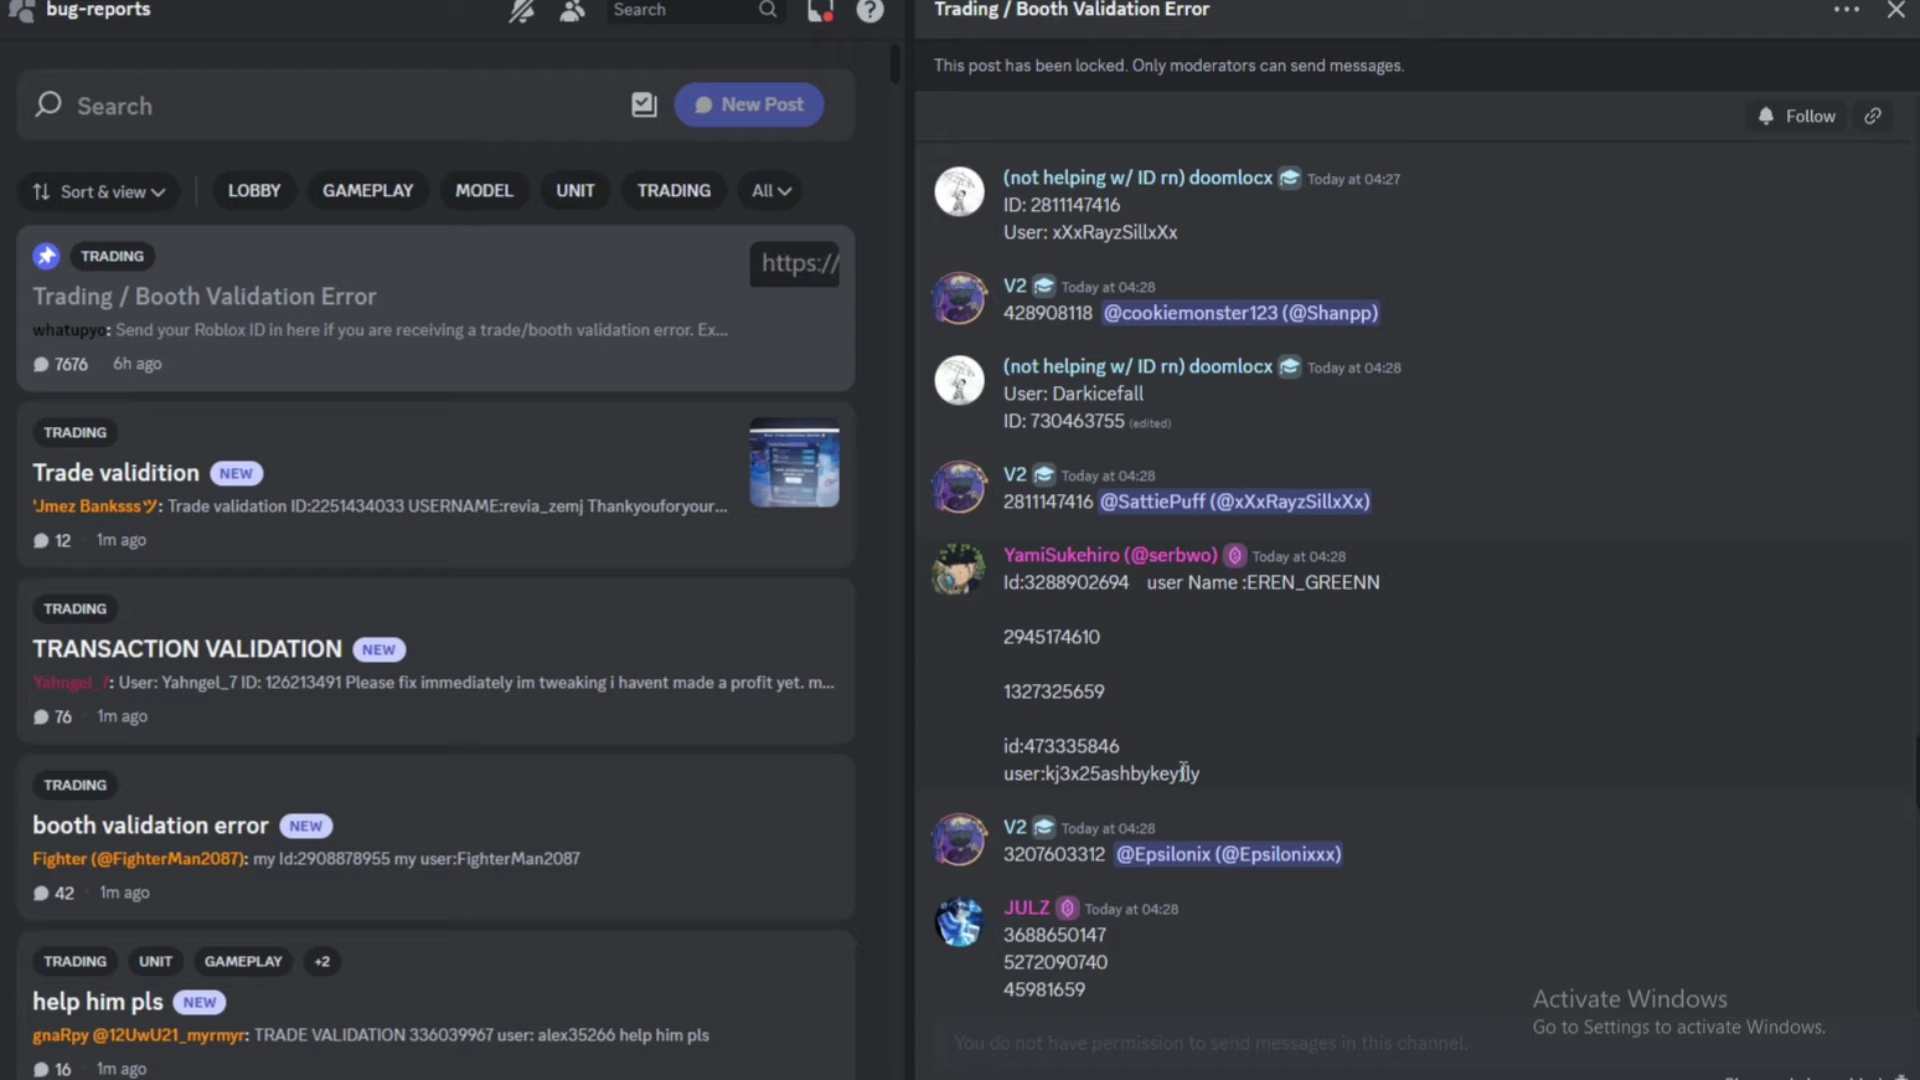 bug-reports
Search
Search
New Post
Sort & view
LOBBY
GAMEPLAY
MODEL
UNIT
TRADING
All
TRADING
https://
Trading / Booth Validation Error
whatupyo: Send your Roblox ID in here if you are receiving a trade/booth validation error. Ex...
7676 6h ago
TRADING
Trade validition NEW
'Jmez Banksssツ: Trade validation ID:2251434033 USERNAME:revia_zemj Thankyouforyour...
12 1m ago
TRADING
TRANSACTION VALIDATION NEW
Yahngel_7: User: Yahngel_7 ID: 126213491 Please fix immediately im tweaking i havent made a profit yet. m...
76 1m ago
TRADING
booth validation error NEW
Fighter (@FighterMan2087): my Id:2908878955 my user:FighterMan2087
42 1m ago
TRADING UNIT GAMEPLAY +2
help him pls NEW
gnaRpy @12UwU21_myrmyr: TRADE VALIDATION 336039967 user: alex35266 help him pls
16 1m ago
Trading / Booth Validation Error
This post has been locked. Only moderators can send messages.
Follow
(not helping w/ ID rn) doomlocx Today at 04:27
ID: 2811147416
User: xXxRayzSillxXx
V2 Today at 04:28
428908118 @cookiemonster123 (@Shanpp)
(not helping w/ ID rn) doomlocx Today at 04:28
User: Darkicefall
ID: 730463755 (edited)
V2 Today at 04:28
2811147416 @SattiePuff (@xXxRayzSillxXx)
YamiSukehiro (@serbwo) Today at 04:28
Id:3288902694 user Name :EREN_GREENN
2945174610
1327325659
id:473335846
V2 Today at 04:28
3207603312 @Epsilonix (@Epsilonixxx)
JULZ Today at 04:28
3688650147
5272090740
45981659
You do not have permission to send messages in this channel.
Activate Windows
Go to Settings to activate Windows.